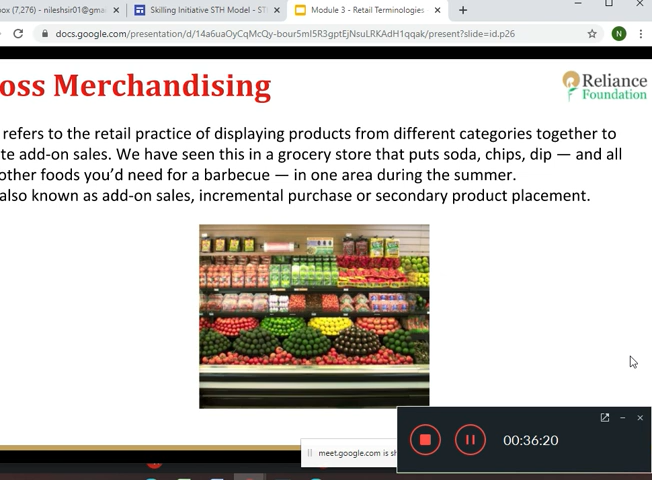 box (7,276) - nileshsir01@gma
Skilling Initiative STH Model - ST
Module 3 - Retail Terminologies
docs.google.com/presentation/d/14a6uaOyCqMcQy-bour5mI5R3gptEjNsuLRKAdH1qqak/present?slide=id.p26
N
oss Merchandising
Reliance
Foundation
refers to the retail practice of displaying products from different categories together to
te add-on sales. We have seen this in a grocery store that puts soda, chips, dip — and all
other foods you'd need for a barbecue — in one area during the summer.
also known as add-on sales, incremental purchase or secondary product placement.
meet.google.com is sh
00:36:20